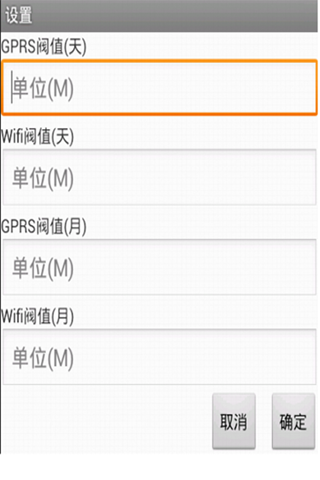 设置
GPRS阀值(天)
单位(M)
Wifi阀值(天)
单位(M)
GPRS阀值(月)
单位(M)
Wifi阀值(月)
单位(M)
取消 确定